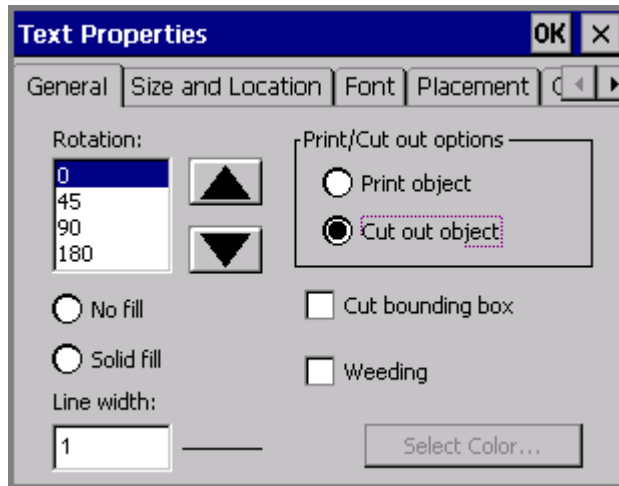 Text Properties OK ×
General Size and Location Font Placement
Rotation: Print/Cut out options
0
45
90
180
Print object
Cut out object
No fill
Cut bounding box
Solid fill
Weeding
Line width:
1
Select Color...